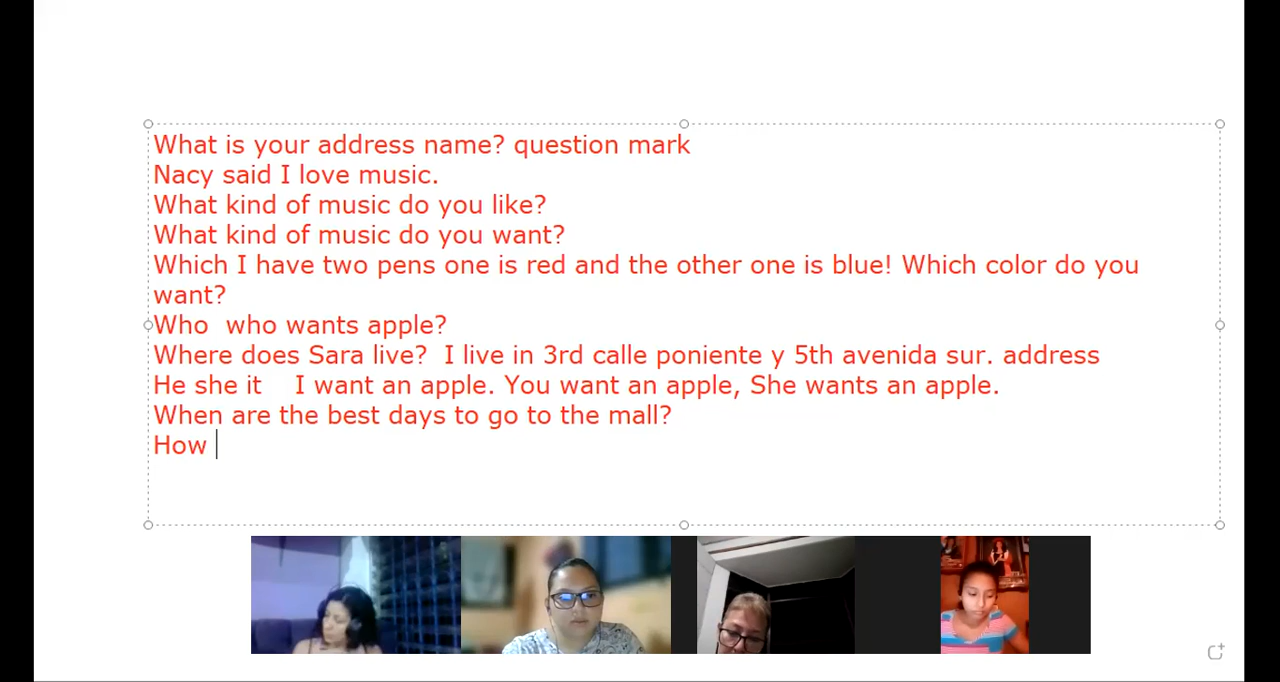 What is your address name? question mark
Nacy said I love music.
What kind of music do you like?
What kind of music do you want?
Which I have two pens one is red and the other one is blue! Which color do you
want?
Who  who wants apple?
Where does Sara live?  I live in 3rd calle poniente y 5th avenida sur. address
He she it    I want an apple. You want an apple, She wants an apple.
When are the best days to go to the mall?
How